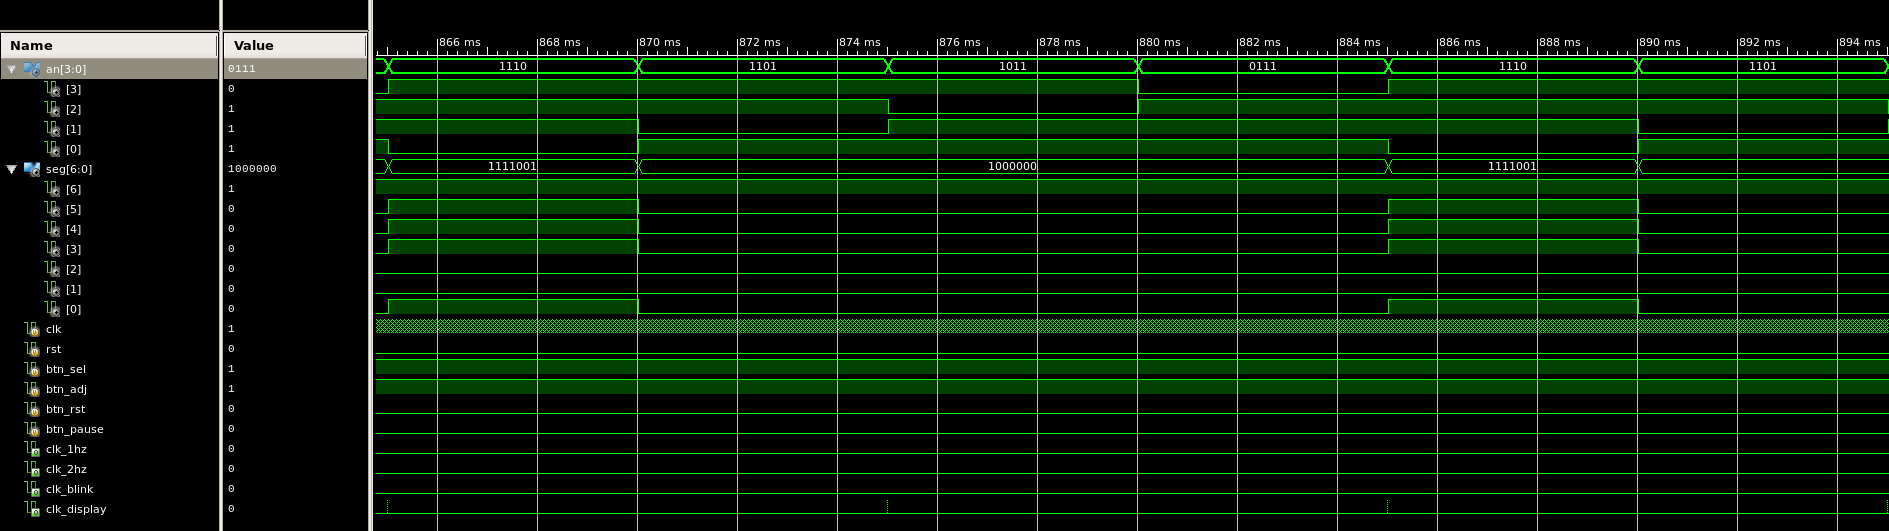 866 ms 868 ms 870 ms 872 ms 874 ms 876 ms 878 ms 880 ms 882 ms 884 ms 886 ms 888 ms 890 ms 892 ms 894 ms
Name Value
an[3:0] 0111 1110 1101 1011 0111 1110 1101
[3] 0
[2] 1
[1] 1
[0] 1
seg[6:0] 1000000 1111001 1000000 1111001
[6] 1
[5] 0
[4] 0
[3] 0
[2] 0
[1] 0
[0] 0
clk 1
rst 0
btn_sel 1
btn_adj 1
btn_rst 0
btn_pause 0
clk_1hz 0
clk_2hz 0
clk_blink 0
clk_display 0